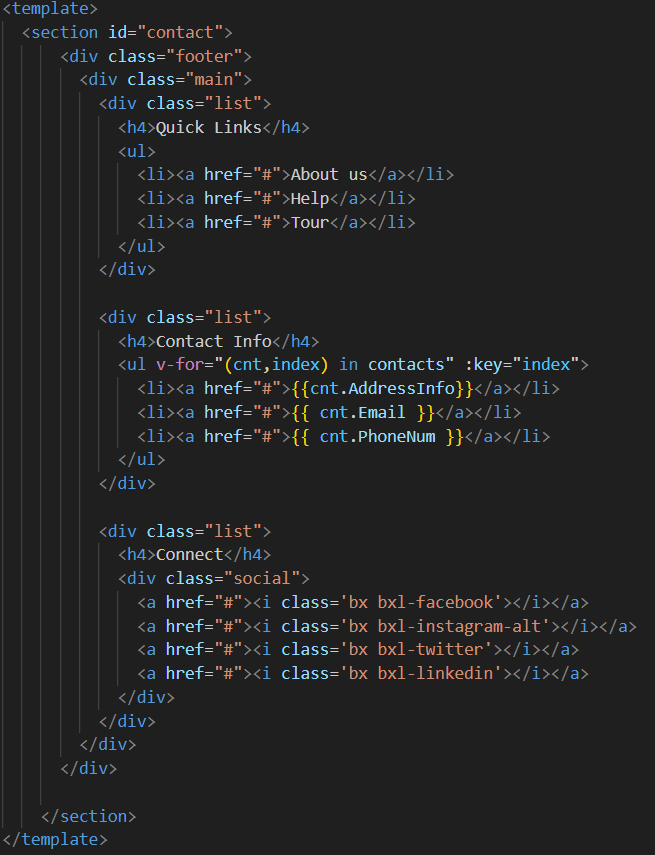 <template>
  <section id="contact">
      <div class="footer">
        <div class="main">
          <div class="list">
            <h4>Quick Links</h4>
            <ul>
              <li><a href="#">About us</a></li>
              <li><a href="#">Help</a></li>
              <li><a href="#">Tour</a></li>
            </ul>
          </div>

          <div class="list">
            <h4>Contact Info</h4>
            <ul v-for="(cnt,index) in contacts" :key="index">
              <li><a href="#">{{cnt.AddressInfo}}</a></li>
              <li><a href="#">{{ cnt.Email }}</a></li>
              <li><a href="#">{{ cnt.PhoneNum }}</a></li>
            </ul>
          </div>

          <div class="list">
            <h4>Connect</h4>
            <div class="social">
              <a href="#"><i class='bx bxl-facebook'></i></a>
              <a href="#"><i class='bx bxl-instagram-alt'></i></a>
              <a href="#"><i class='bx bxl-twitter'></i></a>
              <a href="#"><i class='bx bxl-linkedin'></i></a>
            </div>
          </div>
        </div>
      </div>

    </section>
</template>